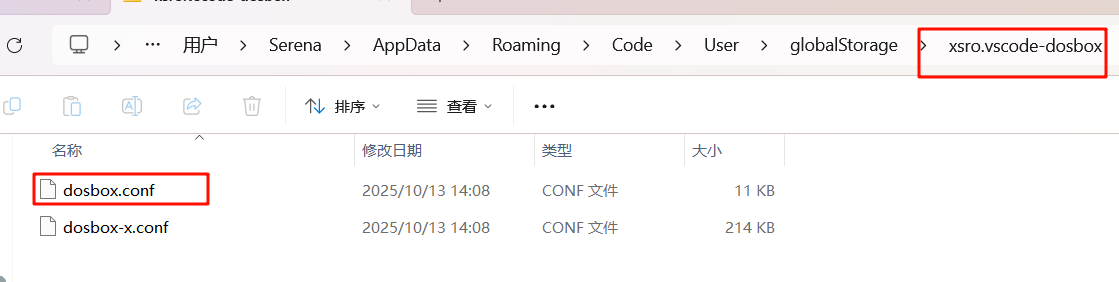 ··· 用户 Serena AppData Roaming Code User globalStorage xsro.vscode-dosbox
排序 查看 ···
名称 修改日期 类型 大小
dosbox.conf 2025/10/13 14:08 CONF 文件 11 KB
dosbox-x.conf 2025/10/13 14:08 CONF 文件 214 KB